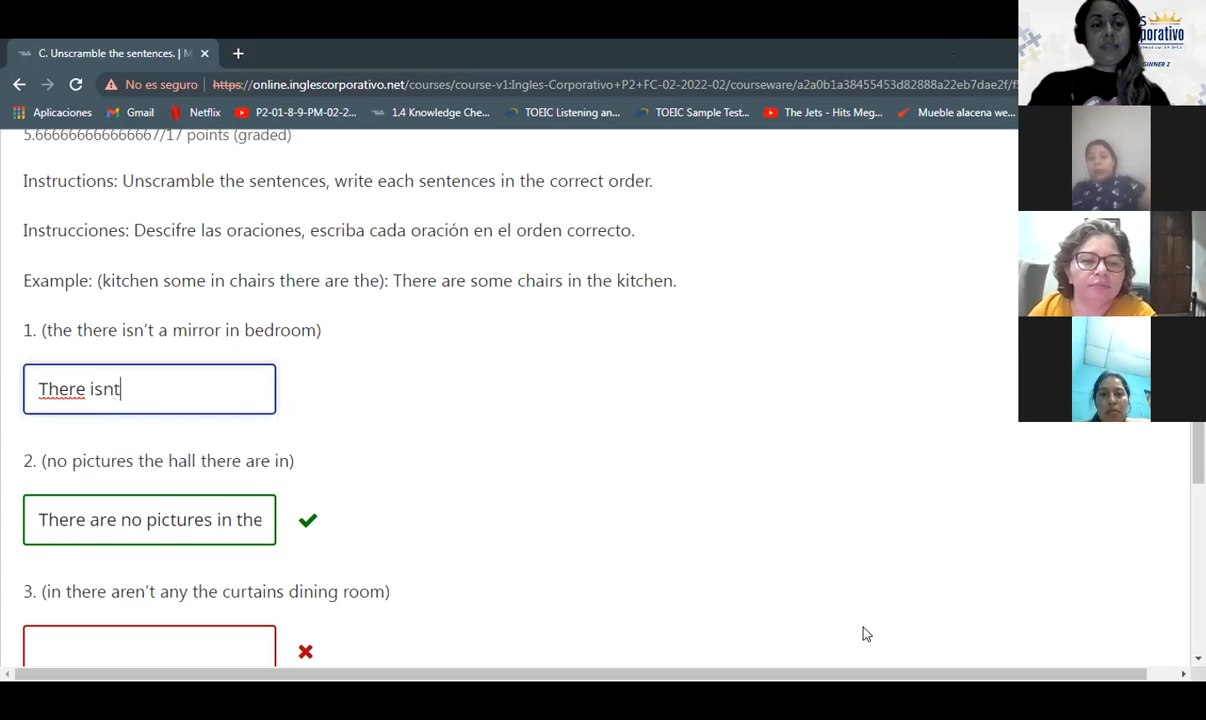 C. Unscramble the sentences. | M
No es seguro
https://online.inglescorporativo.net/courses/course-v1:Ingles-Corporativo+P2+FC-02-2022-02/courseware/a2a0b1a38455453d82888a22eb7dae2f/f5
Aplicaciones
Gmail
Netflix
P2-01-8-9-PM-02-2...
1.4 Knowledge Che...
TOEIC Listening an...
TOEIC Sample Test...
The Jets - Hits Meg...
Mueble alacena we...
5.66666666666667/17 points (graded)
Instructions: Unscramble the sentences, write each sentences in the correct order.
Instrucciones: Descifre las oraciones, escriba cada oración en el orden correcto.
Example: (kitchen some in chairs there are the): There are some chairs in the kitchen.
1. (the there isn’t a mirror in bedroom)
There isnt
2. (no pictures the hall there are in)
There are no pictures in the
3. (in there aren’t any the curtains dining room)